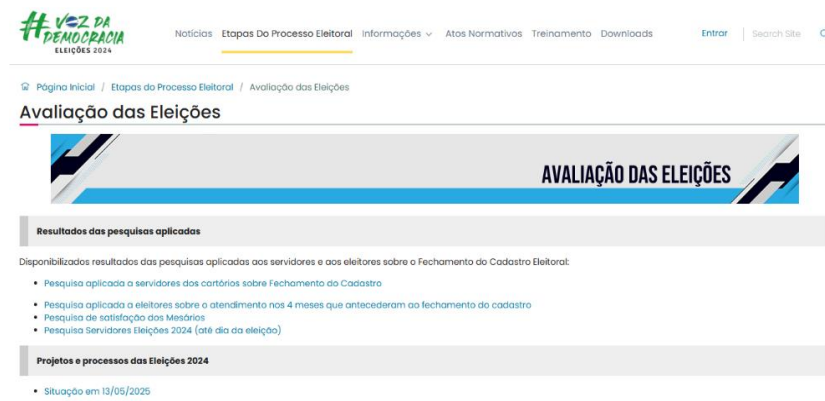 # VOZ DA
DEMOCRACIA
ELEIÇÕES 2024
Notícias Etapas Do Processo Eleitoral Informações Atos Normativos Treinamento Downloads Entrar Search Site
Página Inicial / Etapas do Processo Eleitoral / Avaliação das Eleições
Avaliação das Eleições
AVALIAÇÃO DAS ELEIÇÕES
Resultados das pesquisas aplicadas
Disponibilizados resultados das pesquisas aplicadas aos servidores e aos eleitores sobre o Fechamento do Cadastro Eleitoral:
• Pesquisa aplicada a servidores dos cartórios sobre Fechamento do Cadastro
• Pesquisa aplicada a eleitores sobre o atendimento nos 4 meses que antecederam ao fechamento do cadastro
• Pesquisa de satisfação dos Mesários
• Pesquisa Servidores Eleições 2024 (até dia da eleição)
Projetos e processos das Eleições 2024
• Situação em 13/05/2025